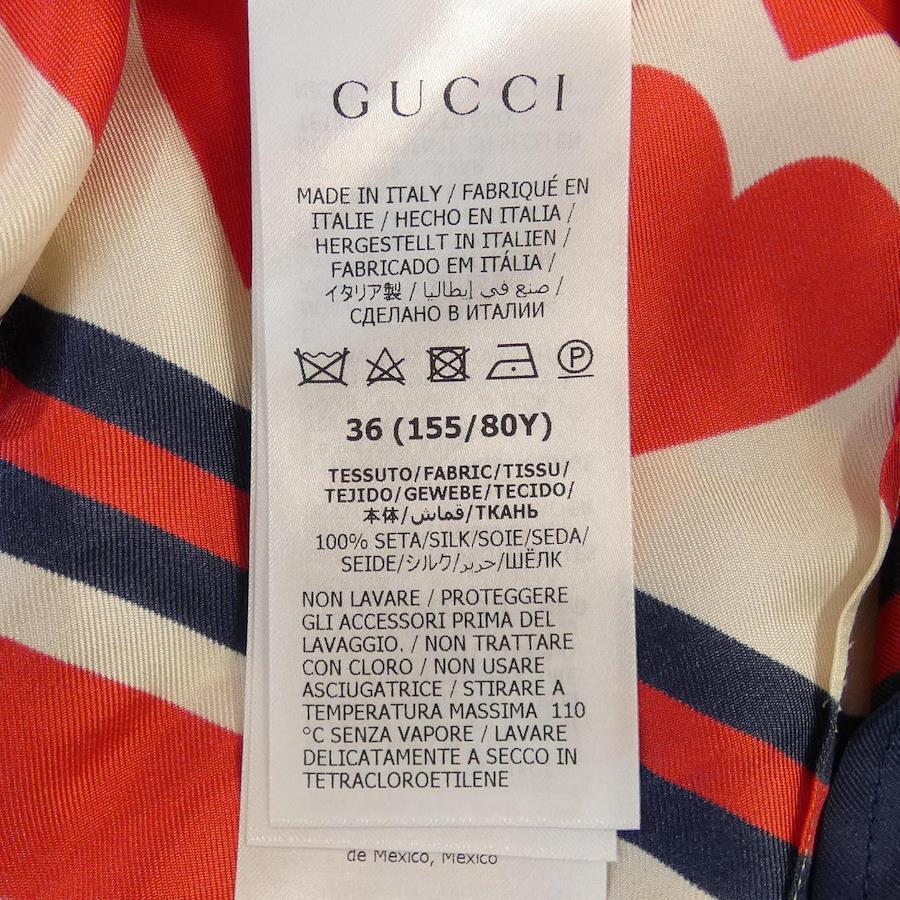 GUCCI
MADE IN ITALY / FABRIQUÉ EN
ITALIE / HECHO EN ITALIA /
HERGESTELLT IN ITALIEN /
FABRICADO EM ITÁLIA /
イタリア製 / صنع في إيطاليا /
СДЕЛАНО В ИТАЛИИ
P
36 (155/80Y)
TESSUTO/FABRIC/TISSU/
TEJIDO/GEWEBE/TECIDO/
本体/قماش/ТКАНЬ
100% SETA/SILK/SOIE/SEDA/
SEIDE/シルク/حرير/ШЁЛК
NON LAVARE / PROTEGGERE
GLI ACCESSORI PRIMA DEL
LAVAGGIO. / NON TRATTARE
CON CLORO / NON USARE
ASCIUGATRICE / STIRARE A
TEMPERATURA MASSIMA 110
°C SENZA VAPORE / LAVARE
DELICATAMENTE A SECCO IN
TETRACLOROETILENE
de México, México